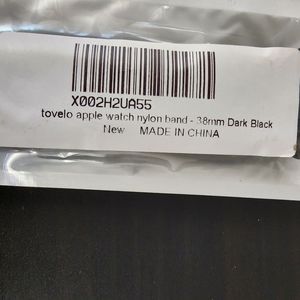 X002H2UA55
tovelo apple watch nylon band - 38mm Dark Black
New MADE IN CHINA